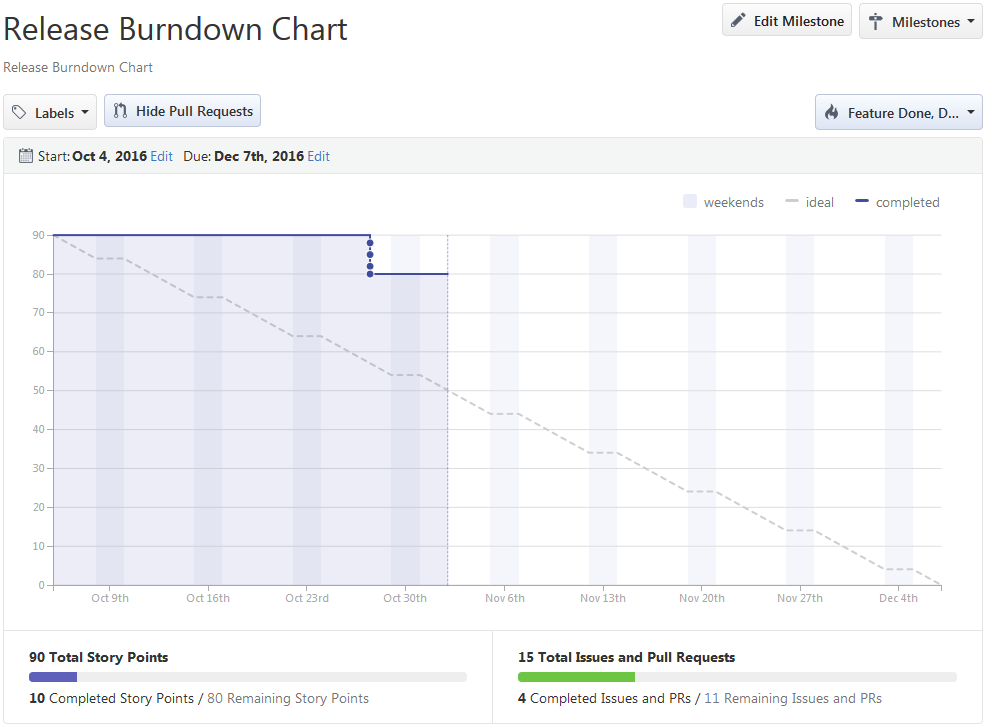 Release Burndown Chart
Edit Milestone
Milestones
Release Burndown Chart
Labels
Hide Pull Requests
Feature Done, D...
Start: Oct 4, 2016 Edit Due: Dec 7th, 2016 Edit
weekends ideal completed
90
80
70
60
50
40
30
20
10
0
Oct 9th Oct 16th Oct 23rd Oct 30th Nov 6th Nov 13th Nov 20th Nov 27th Dec 4th
90 Total Story Points
10 Completed Story Points / 80 Remaining Story Points
15 Total Issues and Pull Requests
4 Completed Issues and PRs / 11 Remaining Issues and PRs